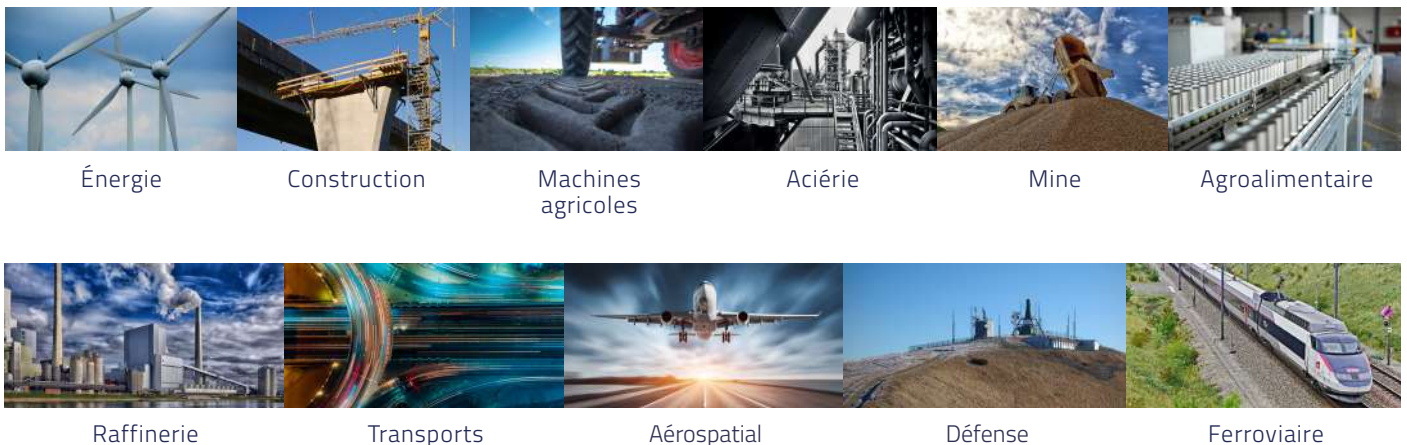 Énergie
Construction
Machines
agricoles
Aciérie
Mine
Agroalimentaire
Raffinerie
Transports
Aérospatial
Défense
Ferroviaire